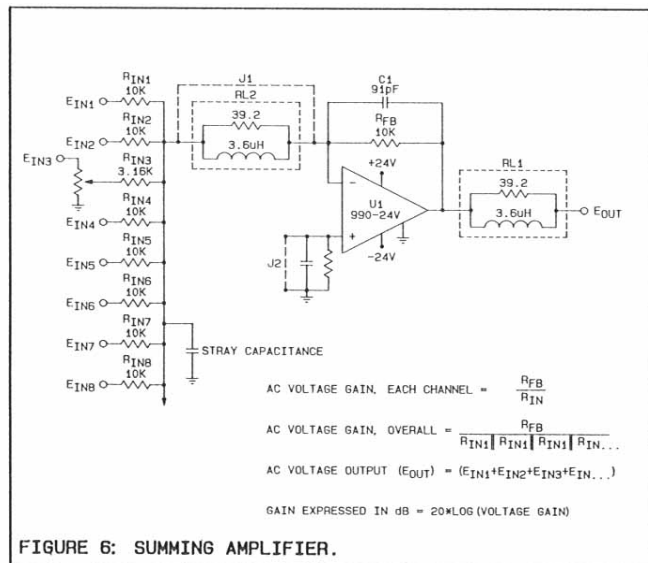 RIN1
10K
EIN1
RIN2
10K
EIN2
RIN3
3.16K
EIN3
RIN4
10K
EIN4
RIN5
10K
EIN5
RIN6
10K
EIN6
RIN7
10K
EIN7
RIN8
10K
EIN8
J1
RL2
39.2
3.6uH
C1
91pF
RFB
10K
+24V
U1
990-24V
-24V
J2
RL1
39.2
3.6uH
EOUT
STRAY CAPACITANCE
AC VOLTAGE GAIN, EACH CHANNEL = RFB
RIN
AC VOLTAGE GAIN, OVERALL = RFB
RIN1‖RIN1‖RIN1‖RIN...
AC VOLTAGE OUTPUT (EOUT) = (EIN1+EIN2+EIN3+EIN...)
GAIN EXPRESSED IN dB = 20*LOG(VOLTAGE GAIN)
FIGURE 6: SUMMING AMPLIFIER.